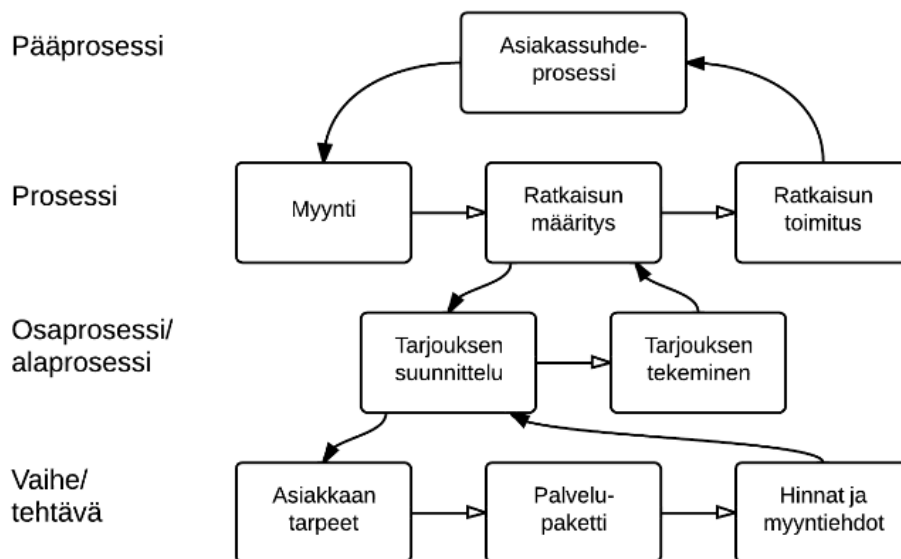 Pääprosessi
Asiakassuhde-
prosessi
Prosessi
Myynti
Ratkaisun
määritys
Ratkaisun
toimitus
Osaprosessi/
alaprosessi
Tarjouksen
suunnittelu
Tarjouksen
tekeminen
Vaihe/
tehtävä
Asiakkaan
tarpeet
Palvelu-
paketti
Hinnat ja
myyntiehdot